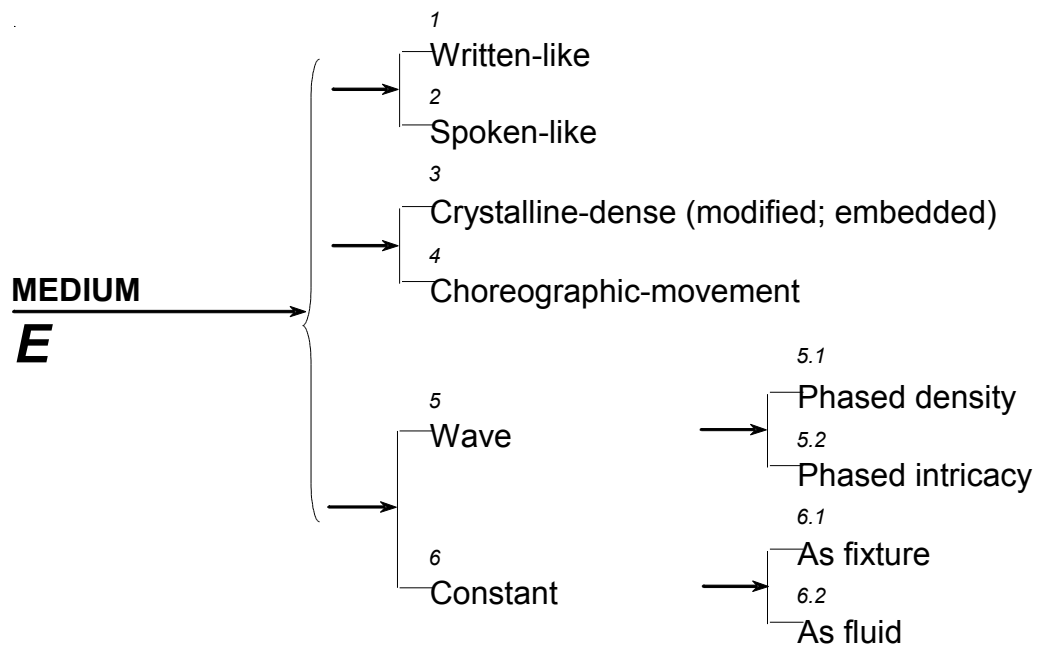 1
Written-like
2
Spoken-like
3
Crystalline-dense (modified; embedded)
4
Choreographic-movement
MEDIUM
E
5
Wave
6
Constant
5.1
Phased density
5.2
Phased intricacy
6.1
As fixture
6.2
As fluid